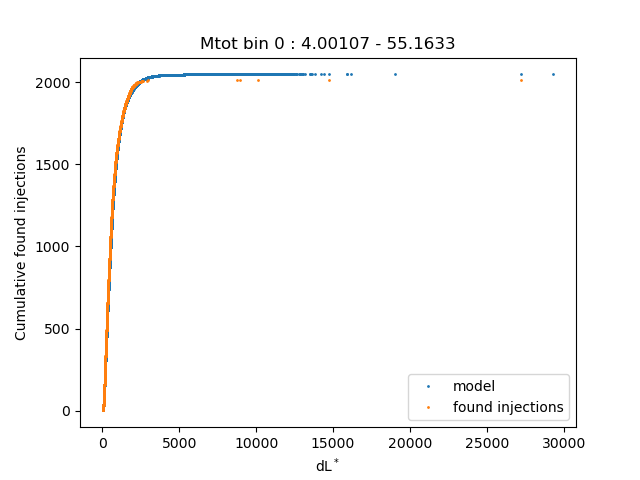 Mtot bin 0 : 4.00107 - 55.1633
Cumulative found injections
2000
1500
1000
500
0
model
found injections
0 5000 10000 15000 20000 25000 30000
dL*